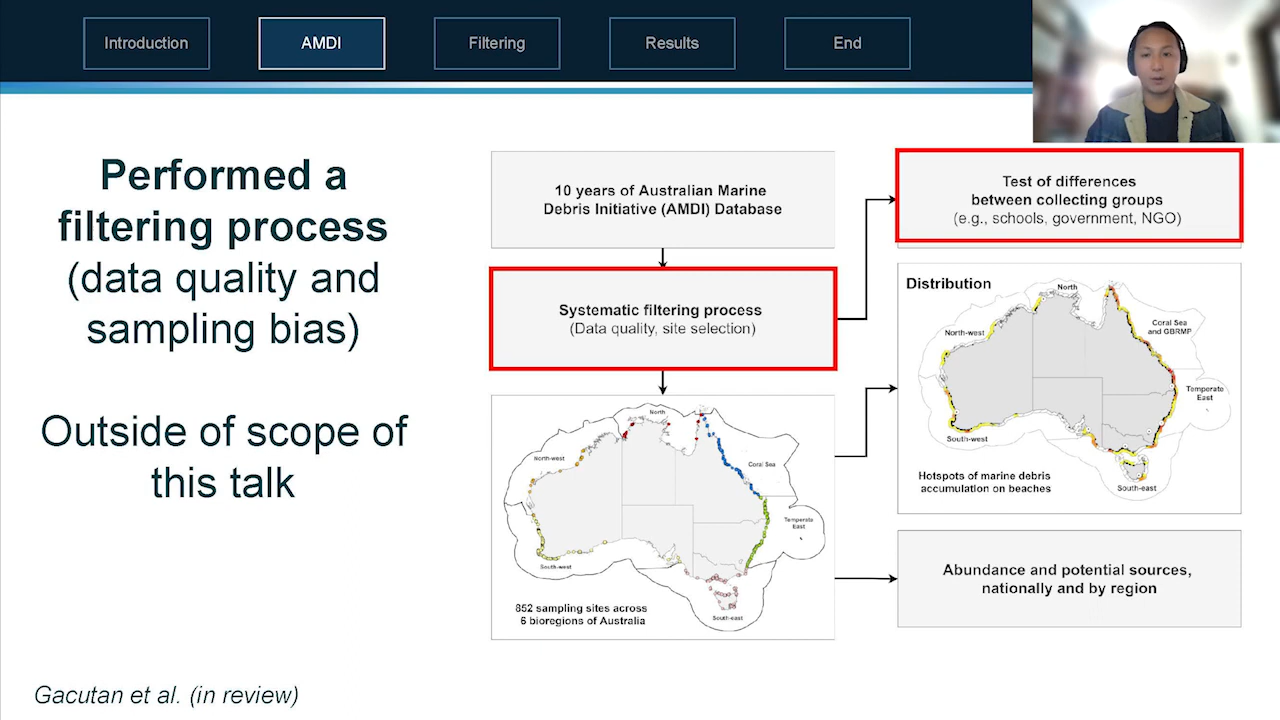 Introduction
AMDI
Filtering
Results
End
Performed a
filtering process
(data quality and
sampling bias)
Outside of scope of
this talk
Gacutan et al. (in review)
10 years of Australian Marine
Debris Initiative (AMDI) Database
Systematic filtering process
(Data quality, site selection)
North
North-west
Coral Sea
Temperate
East
South-west
852 sampling sites across
6 bioregions of Australia
South-east
Test of differences
between collecting groups
(e.g., schools, government, NGO)
Distribution
North
North-west
Coral Sea
and GBRMP
Temperate
East
South-west
Hotspots of marine debris
accumulation on beaches
South-east
Abundance and potential sources,
nationally and by region